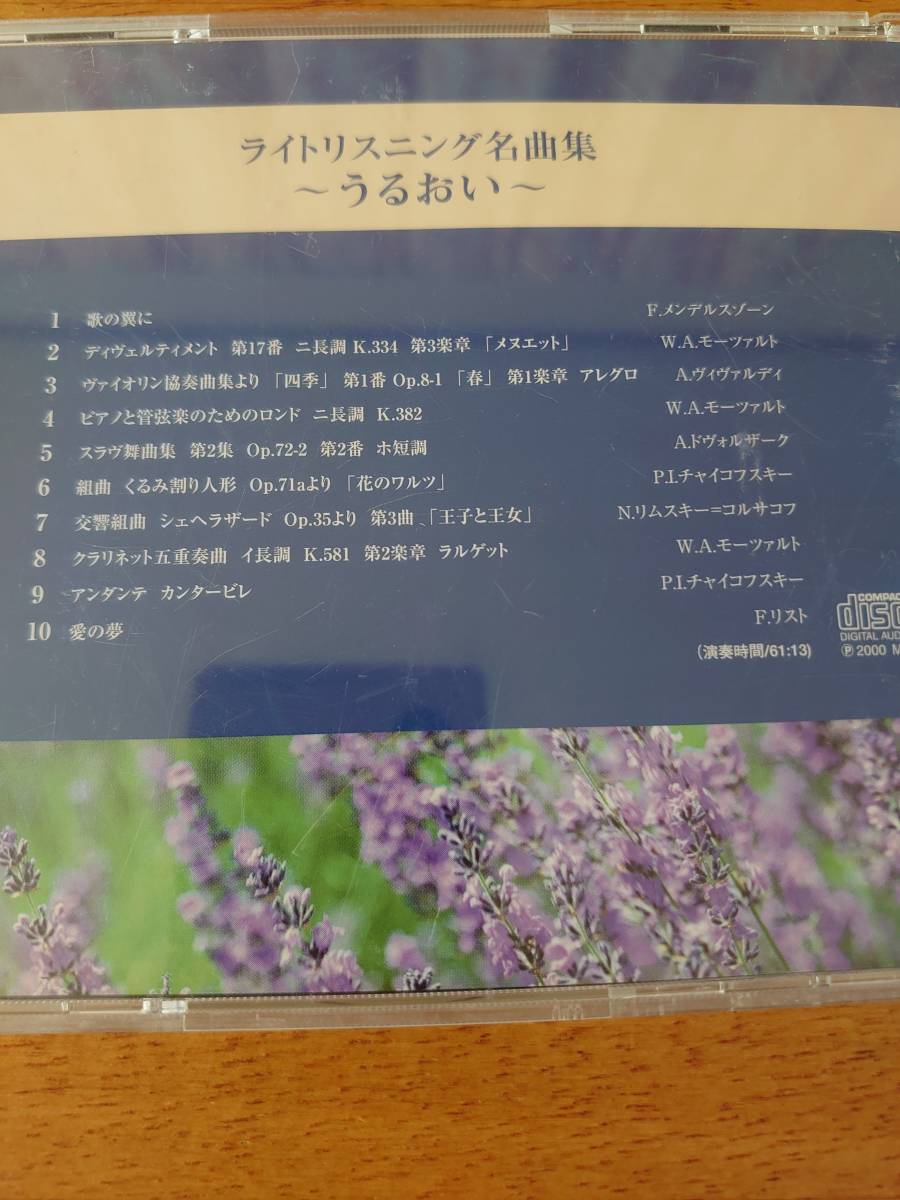 ライトリスニング名曲集
～うるおい～
1 歌の翼に F.メンデルスゾーン
2 ディヴェルティメント 第17番 ニ長調 K.334 第3楽章 「メヌエット」 W.A.モーツァルト
3 ヴァイオリン協奏曲集より 「四季」 第1番 Op.8-1 「春」 第1楽章 アレグロ A.ヴィヴァルディ
4 ピアノと管弦楽のためのロンド ニ長調 K.382 W.A.モーツァルト
5 スラヴ舞曲集 第2集 Op.72-2 第2番 ホ短調 A.ドヴォルザーク
6 組曲 くるみ割り人形 Op.71aより 「花のワルツ」 P.I.チャイコフスキー
7 交響組曲 シェヘラザード Op.35より 第3曲 「王子と王女」 N.リムスキー=コルサコフ
8 クラリネット五重奏曲 イ長調 K.581 第2楽章 ラルゲット W.A.モーツァルト
9 アンダンテ カンタービレ P.I.チャイコフスキー
10 愛の夢 F.リスト
(演奏時間/61:13)
COMPAC
disc
DIGITAL AUD
Ⓟ2000 M